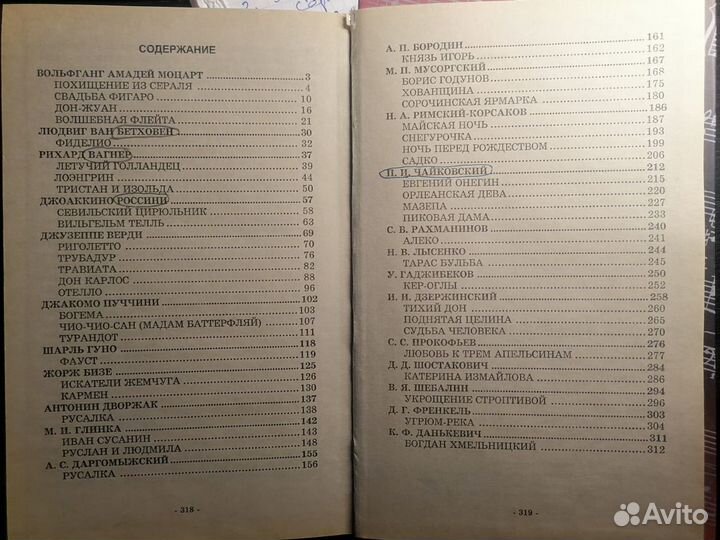 СОДЕРЖАНИЕ
ВОЛЬФГАНГ АМАДЕЙ МОЦАРТ 3
ПОХИЩЕНИЕ ИЗ СЕРАЛЯ 4
СВАДЬБА ФИГАРО 10
ДОН-ЖУАН 16
ВОЛШЕБНАЯ ФЛЕЙТА 21
ЛЮДВИГ ВАН БЕТХОВЕН 30
ФИДЕЛИО 32
РИХАРД ВАГНЕР 37
ЛЕТУЧИЙ ГОЛЛАНДЕЦ 39
ЛОЭНГРИН 44
ТРИСТАН И ИЗОЛЬДА 50
ДЖОАККИНО РОССИНИ 57
СЕВИЛЬСКИЙ ЦИРЮЛЬНИК 58
ВИЛЬГЕЛЬМ ТЕЛЛЬ 63
ДЖУЗЕППЕ ВЕРДИ 69
РИГОЛЕТТО 70
ТРУБАДУР 76
ТРАВИАТА 82
ДОН КАРЛОС 88
ОТЕЛЛО 96
ДЖАКОМО ПУЧЧИНИ 102
БОГЕМА 103
ЧИО-ЧИО-САН (МАДАМ БАТТЕРФЛЯЙ) 107
ТУРАНДОТ 111
ШАРЛЬ ГУНО 118
ФАУСТ 119
ЖОРЖ БИЗЕ 125
ИСКАТЕЛИ ЖЕМЧУГА 126
КАРМЕН 130
АНТОНИН ДВОРЖАК 137
РУСАЛКА 138
М. И. ГЛИНКА 142
ИВАН СУСАНИН 143
РУСЛАН И ЛЮДМИЛА 148
А. С. ДАРГОМЫЖСКИЙ 155
РУСАЛКА 156
- 318 -
А. П. БОРОДИН 161
КНЯЗЬ ИГОРЬ 162
М. П. МУСОРГСКИЙ 167
БОРИС ГОДУНОВ 168
ХОВАНЩИНА 175
СОРОЧИНСКАЯ ЯРМАРКА 180
Н. А. РИМСКИЙ-КОРСАКОВ 186
МАЙСКАЯ НОЧЬ 187
СНЕГУРОЧКА 193
НОЧЬ ПЕРЕД РОЖДЕСТВОМ 199
САДКО 206
П. И. ЧАЙКОВСКИЙ 212
ЕВГЕНИЙ ОНЕГИН 215
ОРЛЕАНСКАЯ ДЕВА 220
МАЗЕПА 227
ПИКОВАЯ ДАМА 233
С. В. РАХМАНИНОВ 240
АЛЕКО 241
Н. В. ЛЫСЕНКО 244
ТАРАС БУЛЬБА 245
У. ГАДЖИБЕКОВ 250
КЕР-ОГЛЫ 252
И. И. ДЗЕРЖИНСКИЙ 258
ТИХИЙ ДОН 260
ПОДНЯТАЯ ЦЕЛИНА 265
СУДЬБА ЧЕЛОВЕКА 270
С. С. ПРОКОФЬЕВ 276
ЛЮБОВЬ К ТРЕМ АПЕЛЬСИНАМ 277
Д. Д. ШОСТАКОВИЧ 284
КАТЕРИНА ИЗМАЙЛОВА 286
В. Я. ШЕБАЛИН 294
УКРОЩЕНИЕ СТРОПТИВОЙ 296
Д. Г. ФРЕНКЕЛЬ 303
УГРЮМ-РЕКА 304
К. Ф. ДАНЬКЕВИЧ 311
БОГДАН ХМЕЛЬНИЦКИЙ 312
- 319 -
Avito